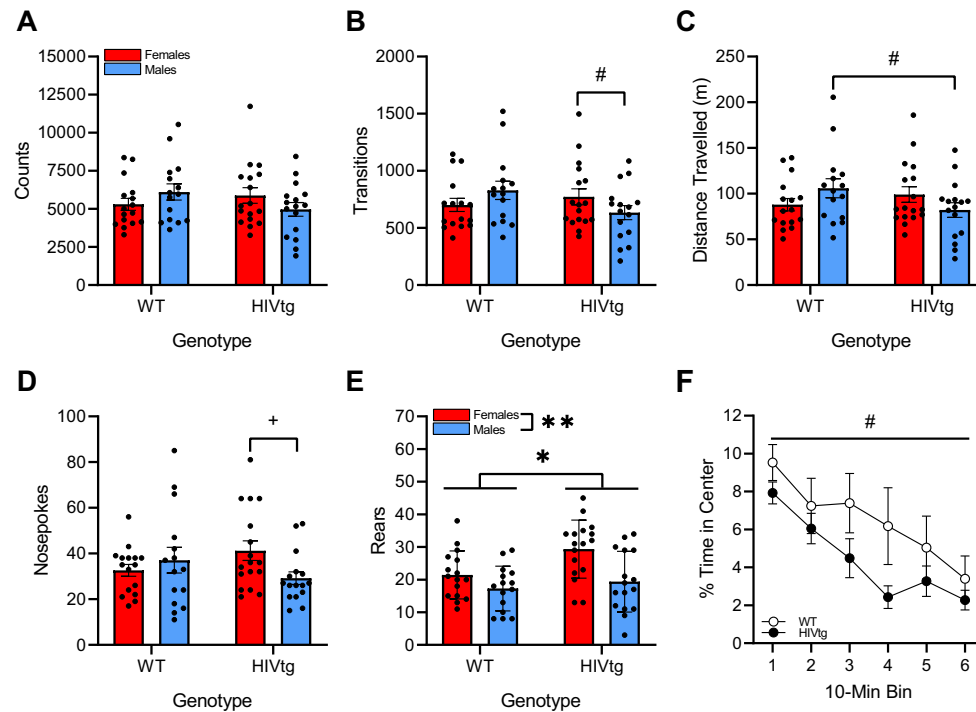 A
Counts
15000
12500
10000
7500
5000
2500
0
Females
Males
WT
HIVtg
Genotype
B
Transitions
2000
1500
1000
500
0
#
WT
HIVtg
Genotype
C
Distance Travelled (m)
250
200
150
100
50
0
#
WT
HIVtg
Genotype
D
Nosepokes
100
80
60
40
20
0
+
WT
HIVtg
Genotype
E
Rears
70
60
50
40
30
20
10
0
Females
Males
**
*
WT
HIVtg
Genotype
F
% Time in Center
12
10
8
6
4
2
0
#
WT
HIVtg
1 2 3 4 5 6
10-Min Bin